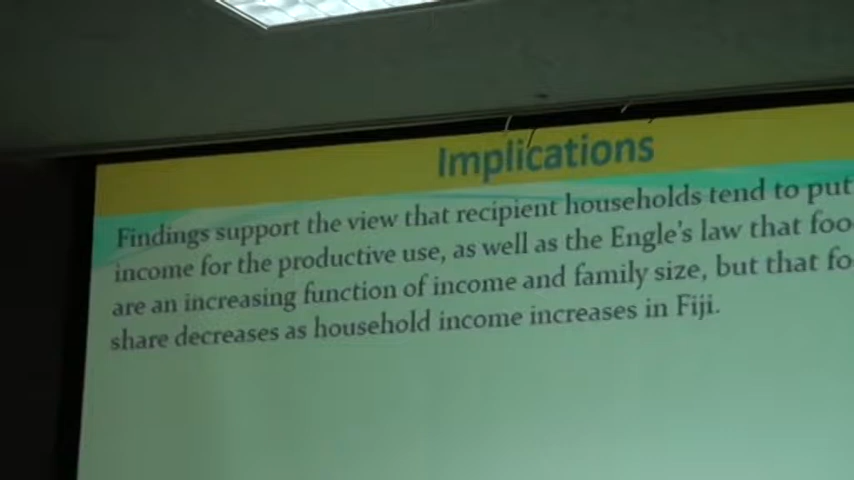 Implications
Findings support the view that recipient households tend to put
income for the productive use, as well as the Engle's law that foo
are an increasing function of income and family size, but that fo
share decreases as household income increases in Fiji.